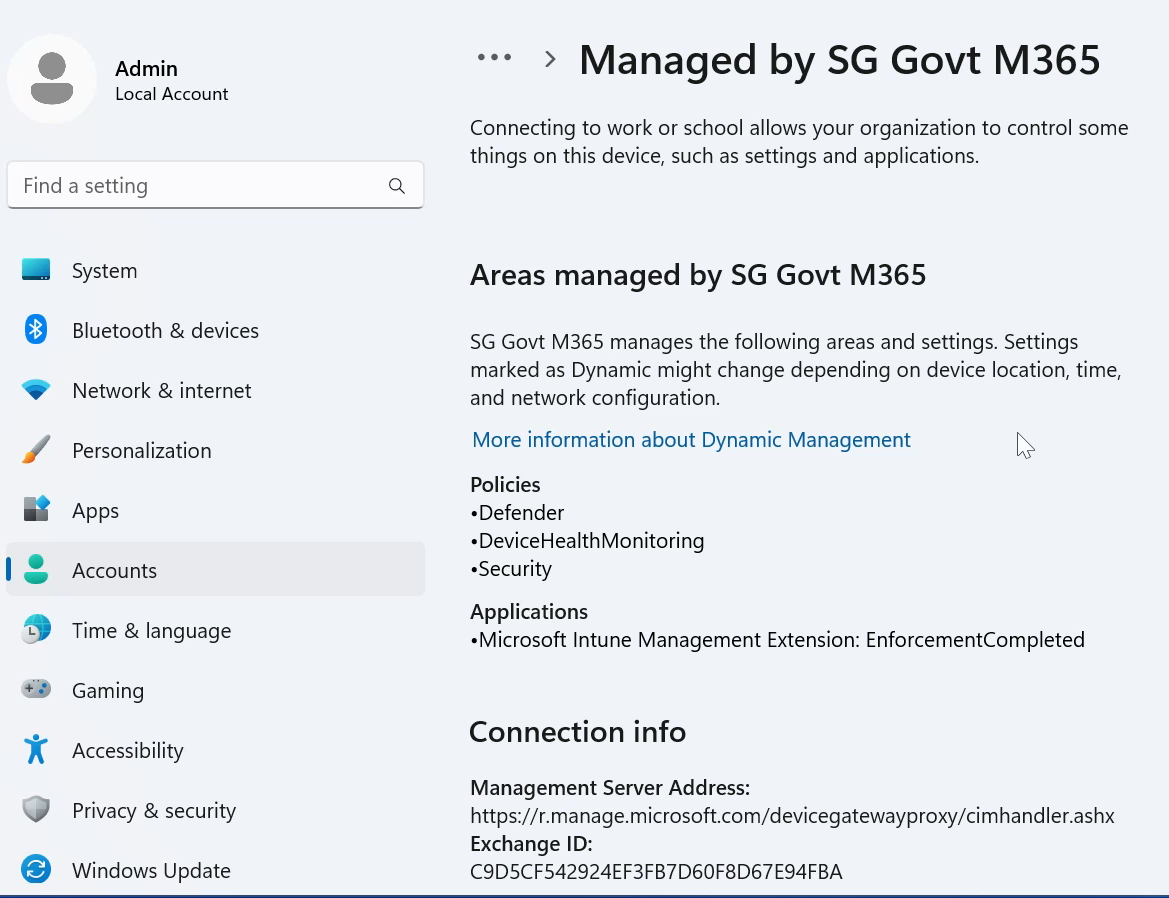 Admin
Local Account
Find a setting
System
Bluetooth & devices
Network & internet
Personalization
Apps
Accounts
Time & language
Gaming
Accessibility
Privacy & security
Windows Update
Managed by SG Govt M365
Connecting to work or school allows your organization to control some
things on this device, such as settings and applications.
Areas managed by SG Govt M365
SG Govt M365 manages the following areas and settings. Settings
marked as Dynamic might change depending on device location, time,
and network configuration.
More information about Dynamic Management
Policies
•Defender
•DeviceHealthMonitoring
•Security
Applications
•Microsoft Intune Management Extension: EnforcementCompleted
Connection info
Management Server Address:
https://r.manage.microsoft.com/devicegatewayproxy/cimhandler.ashx
Exchange ID:
C9D5CF542924EF3FB7D60F8D67E94FBA